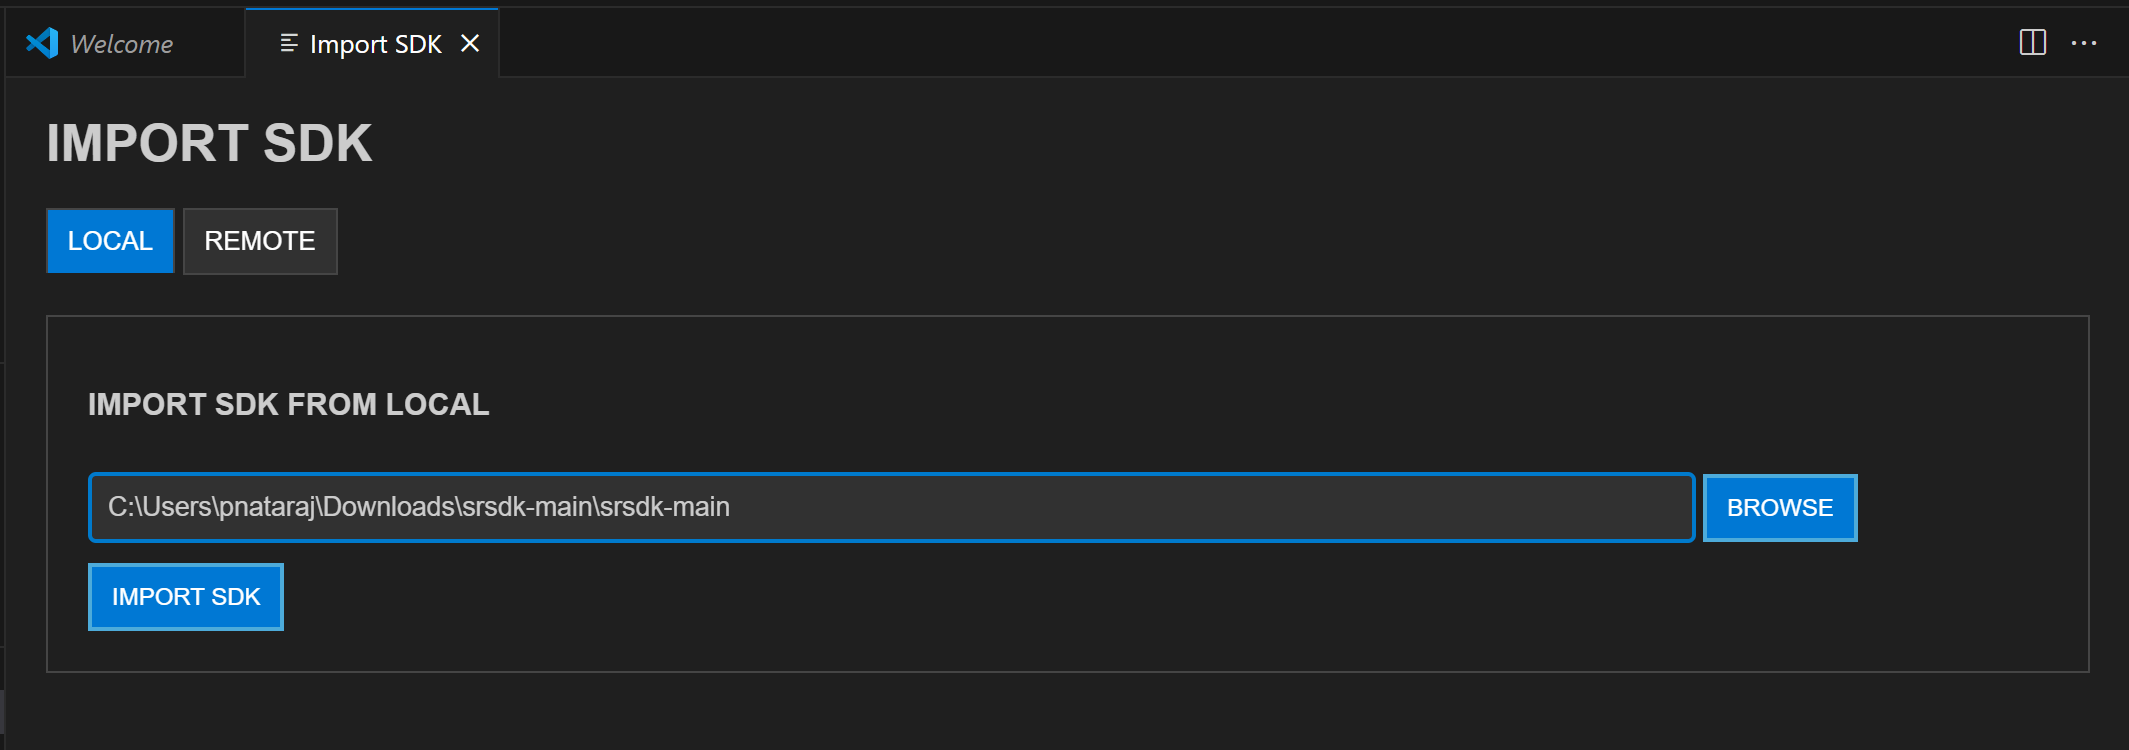 Welcome
Import SDK
IMPORT SDK
LOCAL
REMOTE
IMPORT SDK FROM LOCAL
C:\Users\pnataraj\Downloads\srsdk-main\srsdk-main
BROWSE
IMPORT SDK